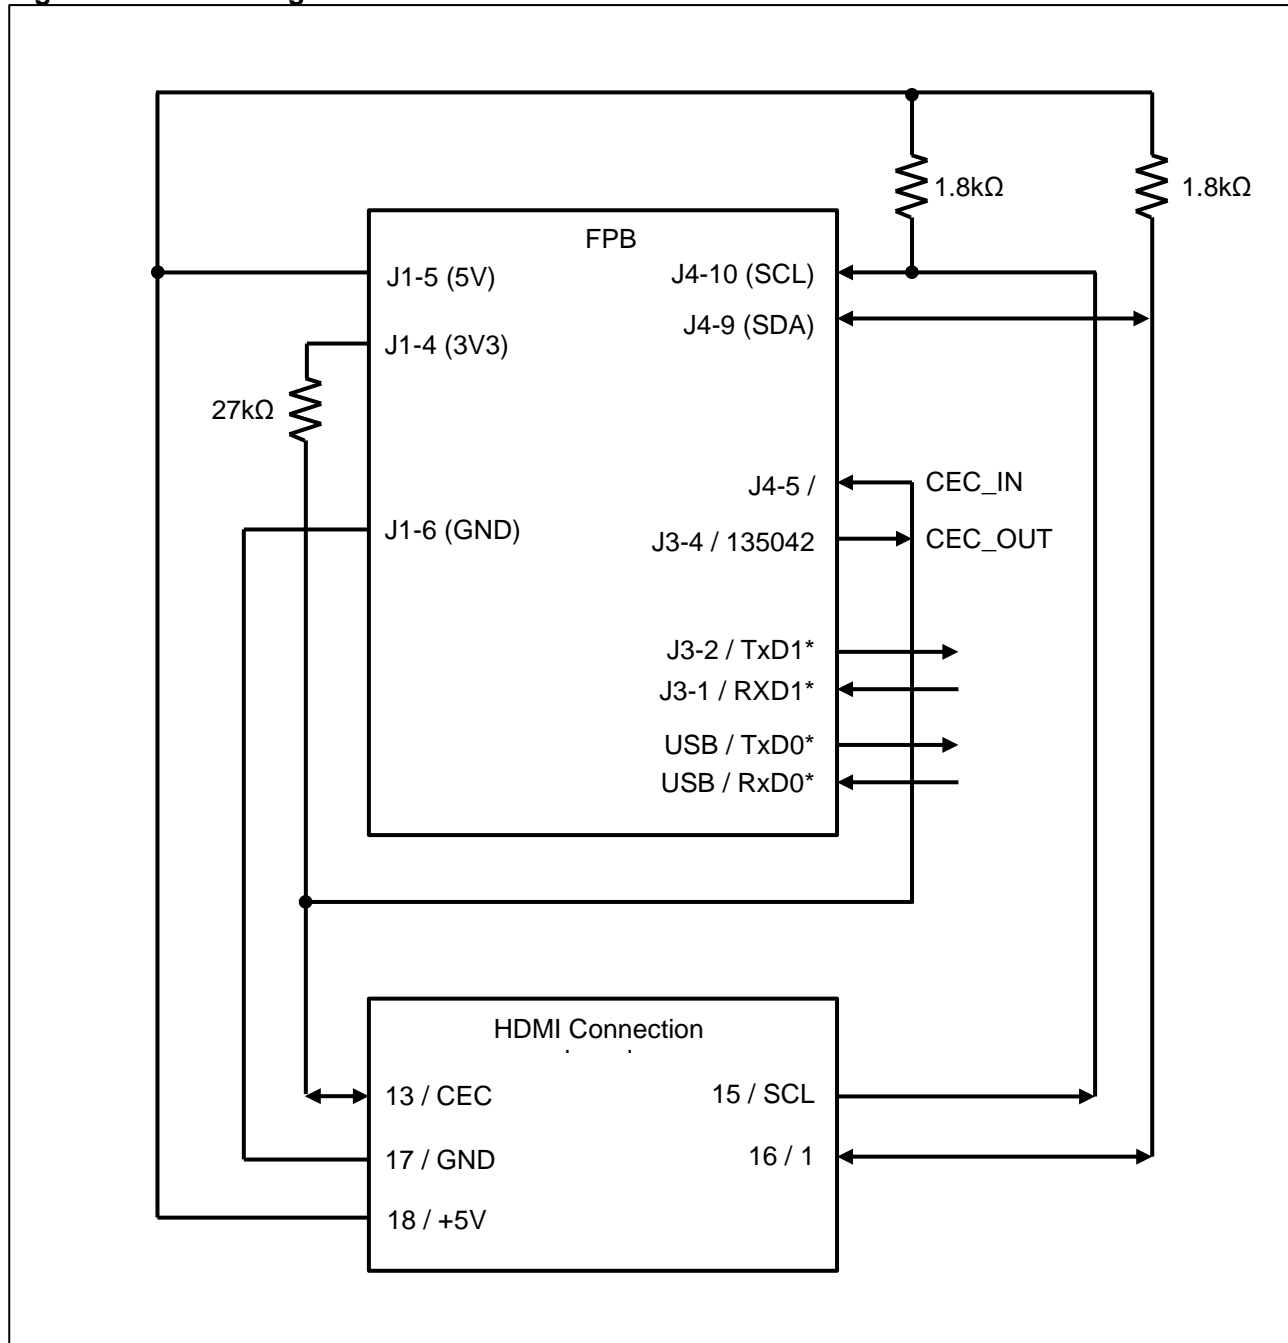 1.8kΩ
1.8kΩ
FPB
J1-5 (5V)
J4-10 (SCL)
J4-9 (SDA)
J1-4 (3V3)
27kΩ
J4-5 /
CEC_IN
J1-6 (GND)
J3-4 / 135042
CEC_OUT
J3-2 / TxD1*
J3-1 / RXD1*
USB / TxD0*
USB / RxD0*
HDMI Connection
13 / CEC
15 / SCL
17 / GND
16 / 1
18 / +5V